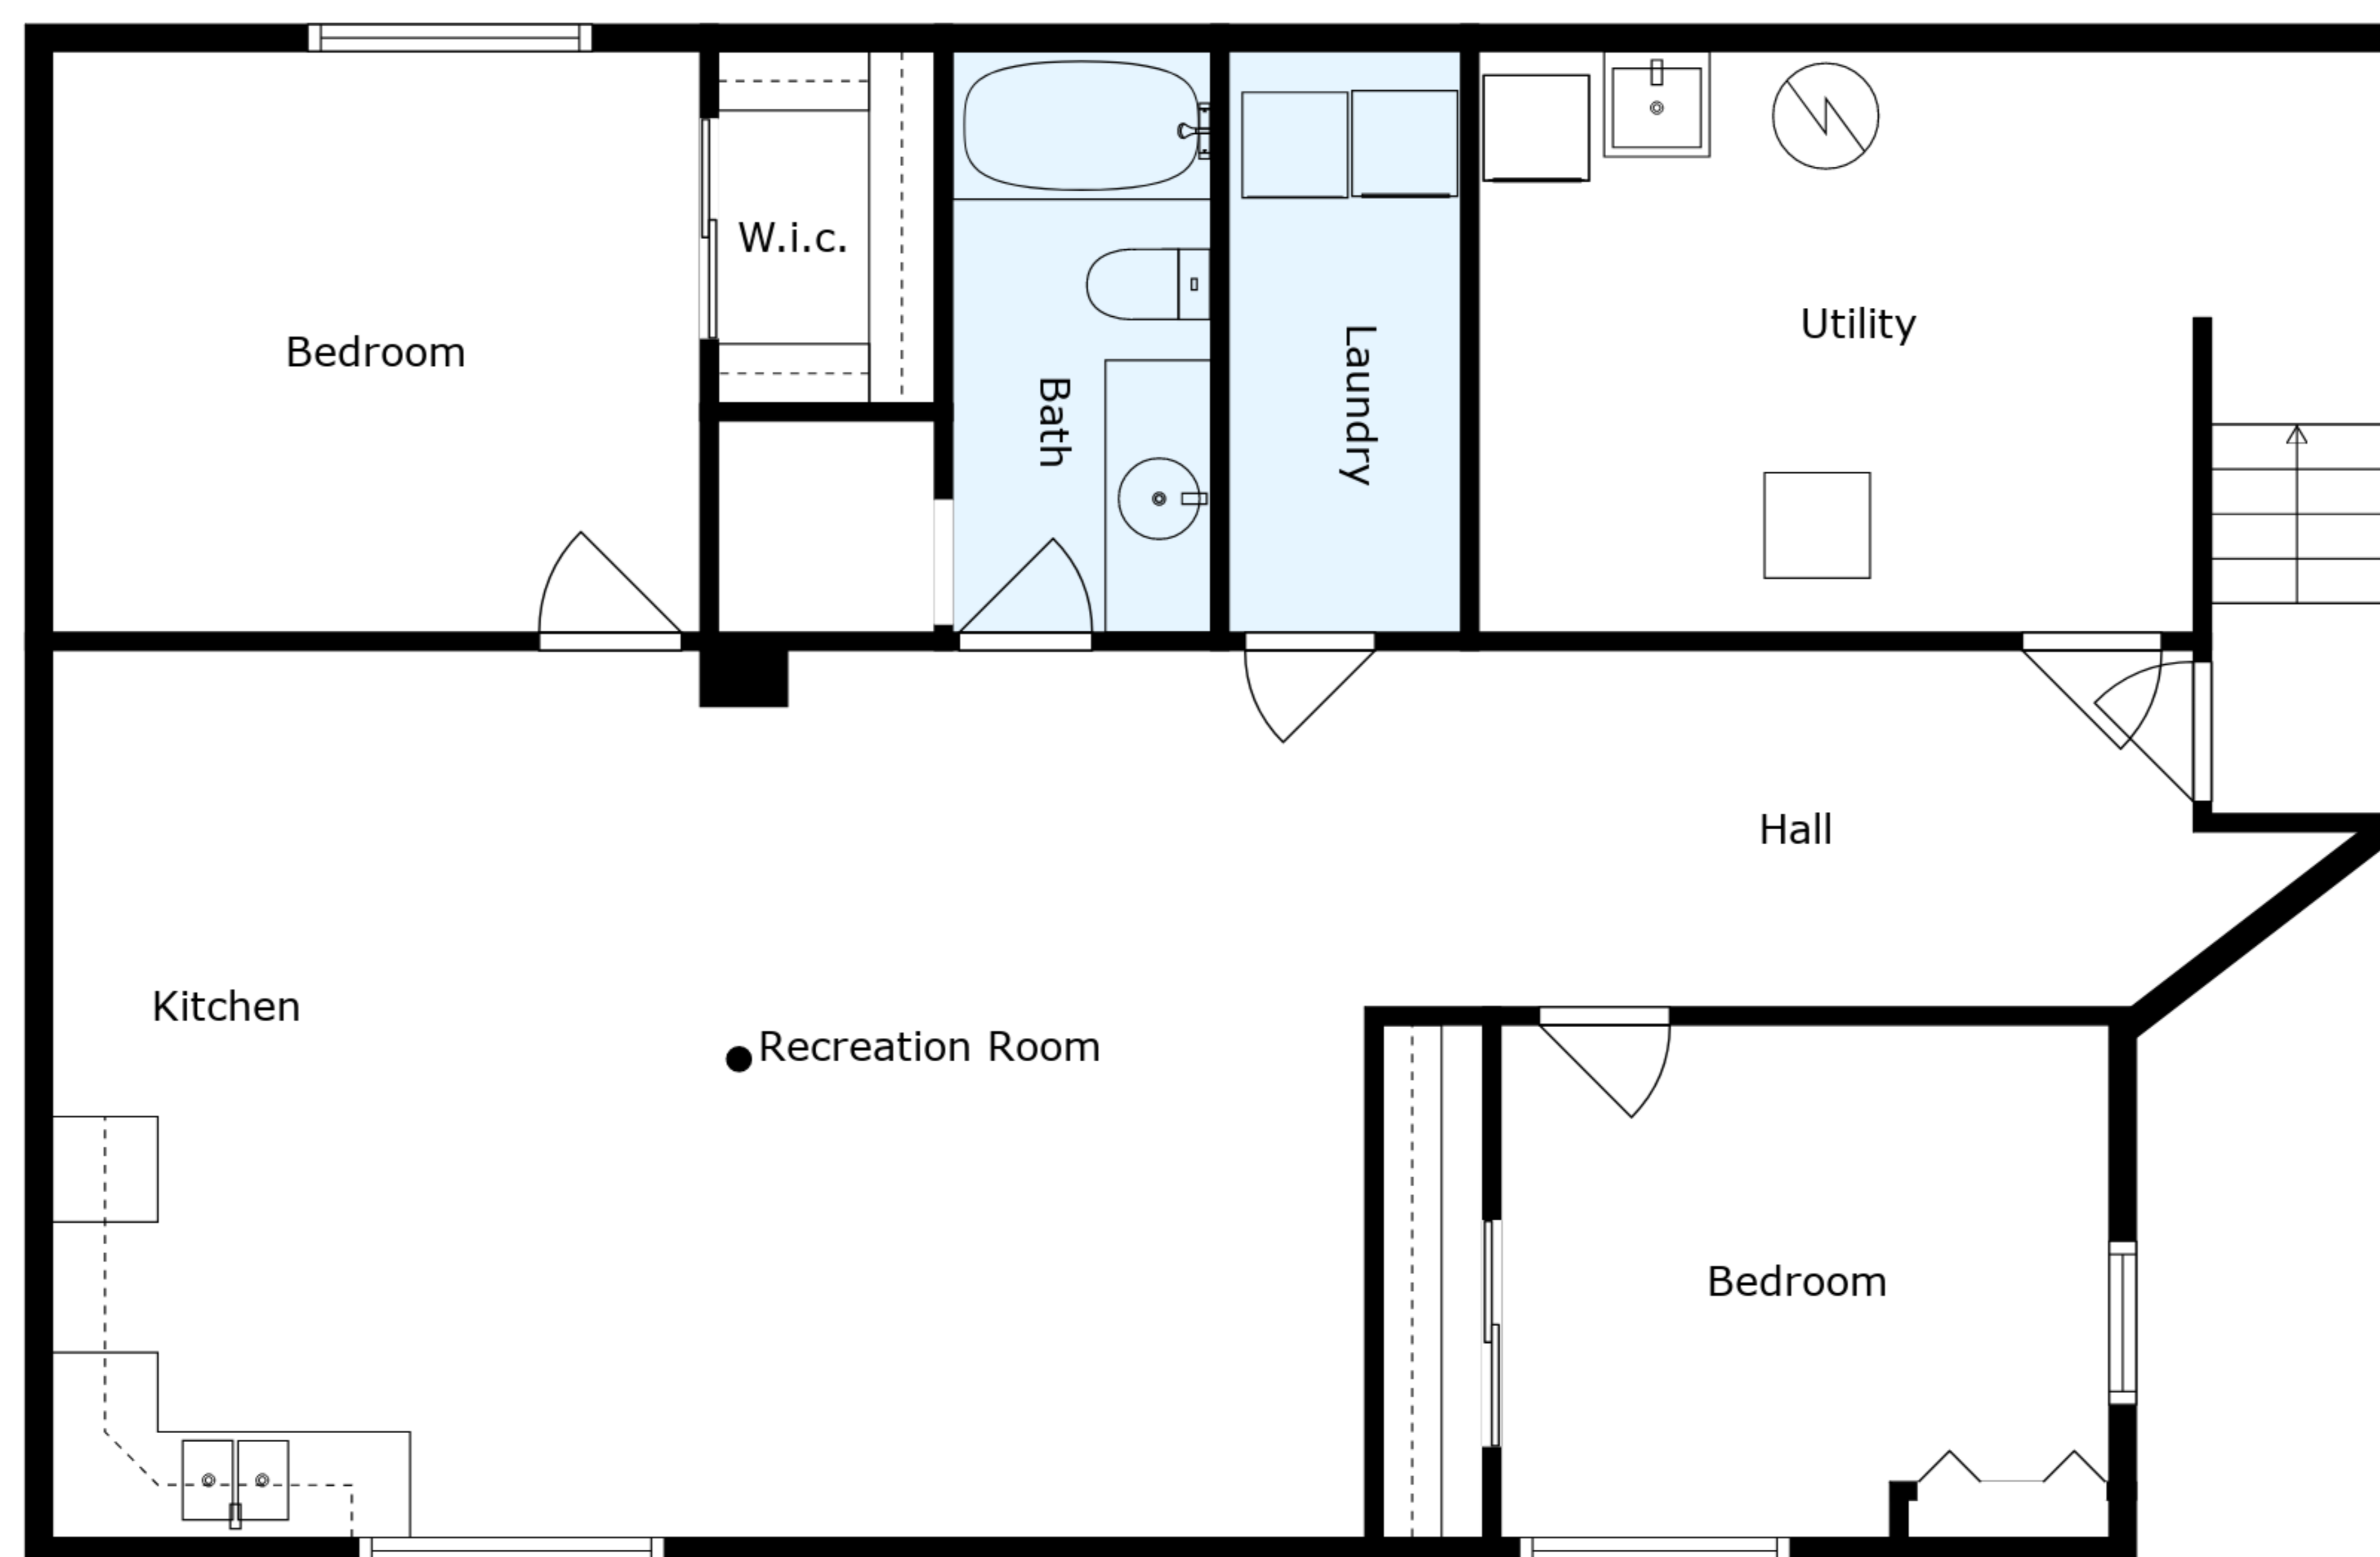 W.i.c.
Bedroom
Utility
Bath
Laundry
Hall
Kitchen
Recreation Room
Bedroom